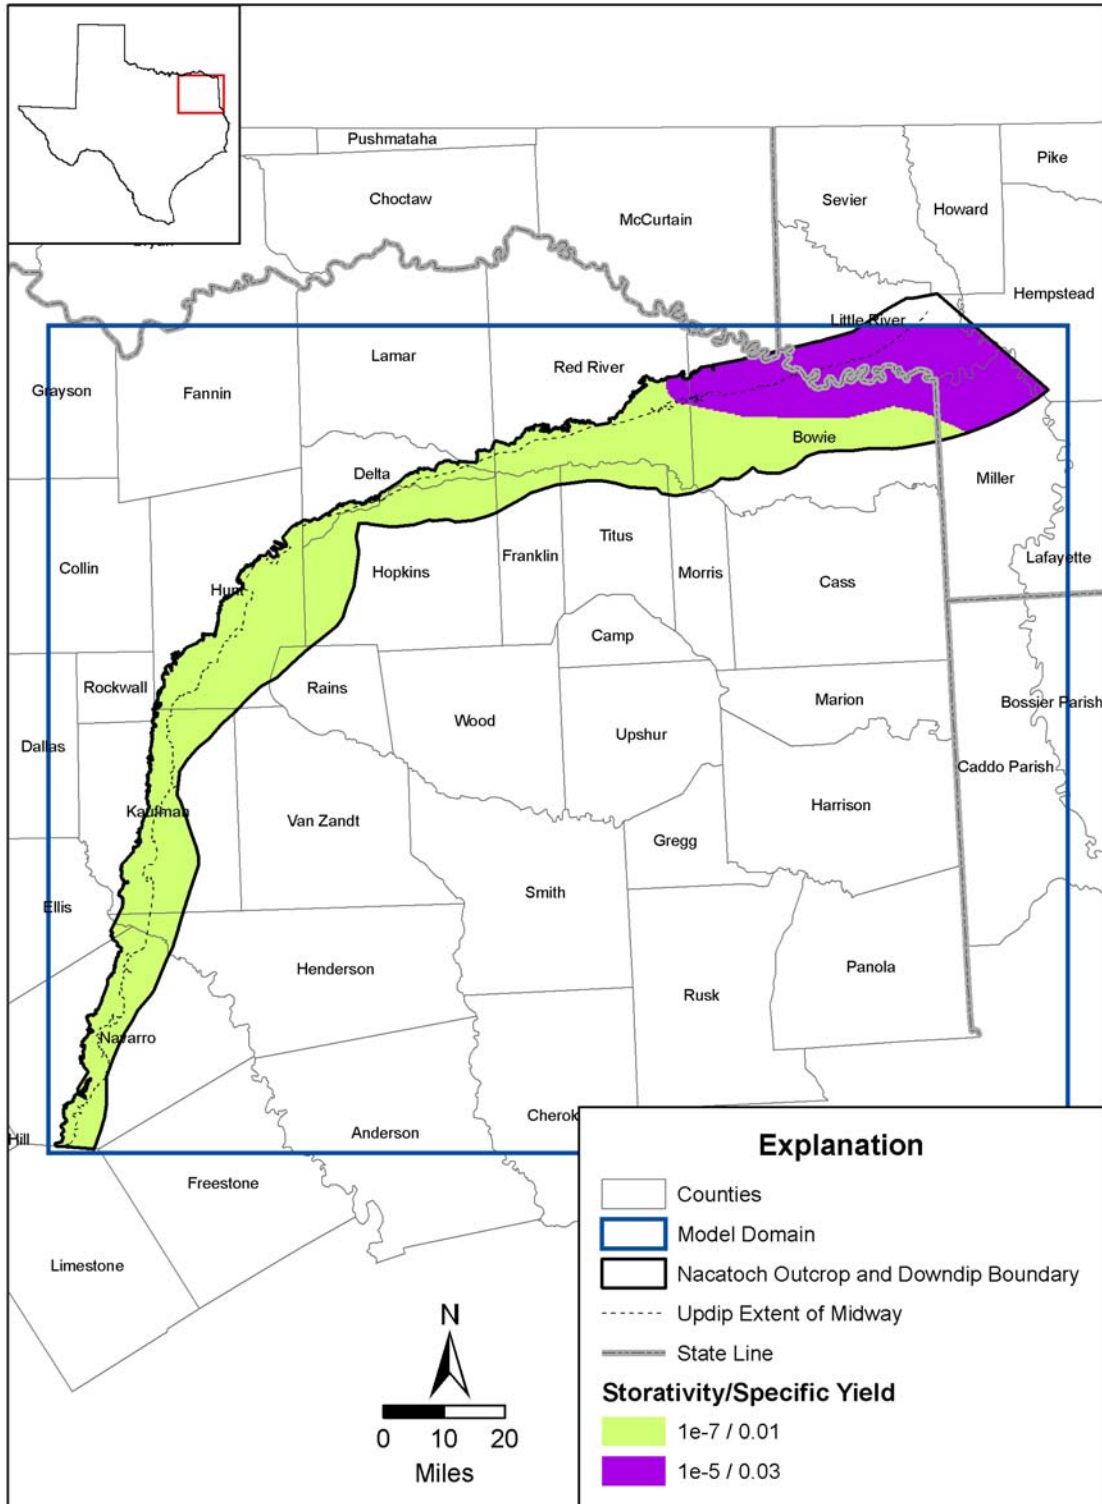 Pushmataha
Pike
Choctaw
Sevier
McCurtain
Howard
Hempstead
Little River
Lamar
Red River
Grayson
Fannin
Bowie
Delta
Miller
Titus
Franklin
Lafayette
Collin
Hopkins
Morris
Cass
Hunt
Camp
Rockwall
Rains
Marion
Bossier Parish
Wood
Upshur
Dallas
Caddo Parish
Kaufman
Harrison
Van Zandt
Gregg
Smith
Ellis
Henderson
Panola
Rusk
Navarro
Cherok
Hill
Anderson
Freestone
Limestone
N
0 10 20
Miles
Explanation
Counties
Model Domain
Nacatoch Outcrop and Downdip Boundary
Updip Extent of Midway
State Line
Storativity/Specific Yield
1e-7 / 0.01
1e-5 / 0.03